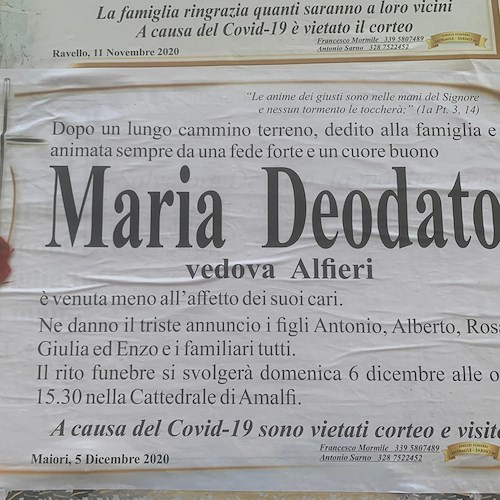 La famiglia ringrazia quanti saranno a loro vicini
A causa del Covid-19 è vietato il corteo
Ravello, 11 Novembre 2020
Francesco Mormile 339 5807489
Antonio Sarno 328 7522452
"Le anime dei giusti sono nelle mani del Signore
e nessun tormento le toccherà;" (1a Pt. 3, 14)
Dopo un lungo cammino terreno, dedito alla famiglia e
animata sempre da una fede forte e un cuore buono
Maria Deodato
vedova Alfieri
è venuta meno all'affetto dei suoi cari.
Ne danno il triste annuncio i figli Antonio, Alberto, Rosa
Giulia ed Enzo e i familiari tutti.
Il rito funebre si svolgerà domenica 6 dicembre alle o
15.30 nella Cattedrale di Amalfi.
A causa del Covid-19 sono vietati corteo e visite
Maiori, 5 Dicembre 2020
Francesco Mormile 339 5807489
Antonio Sarno 328 7522452